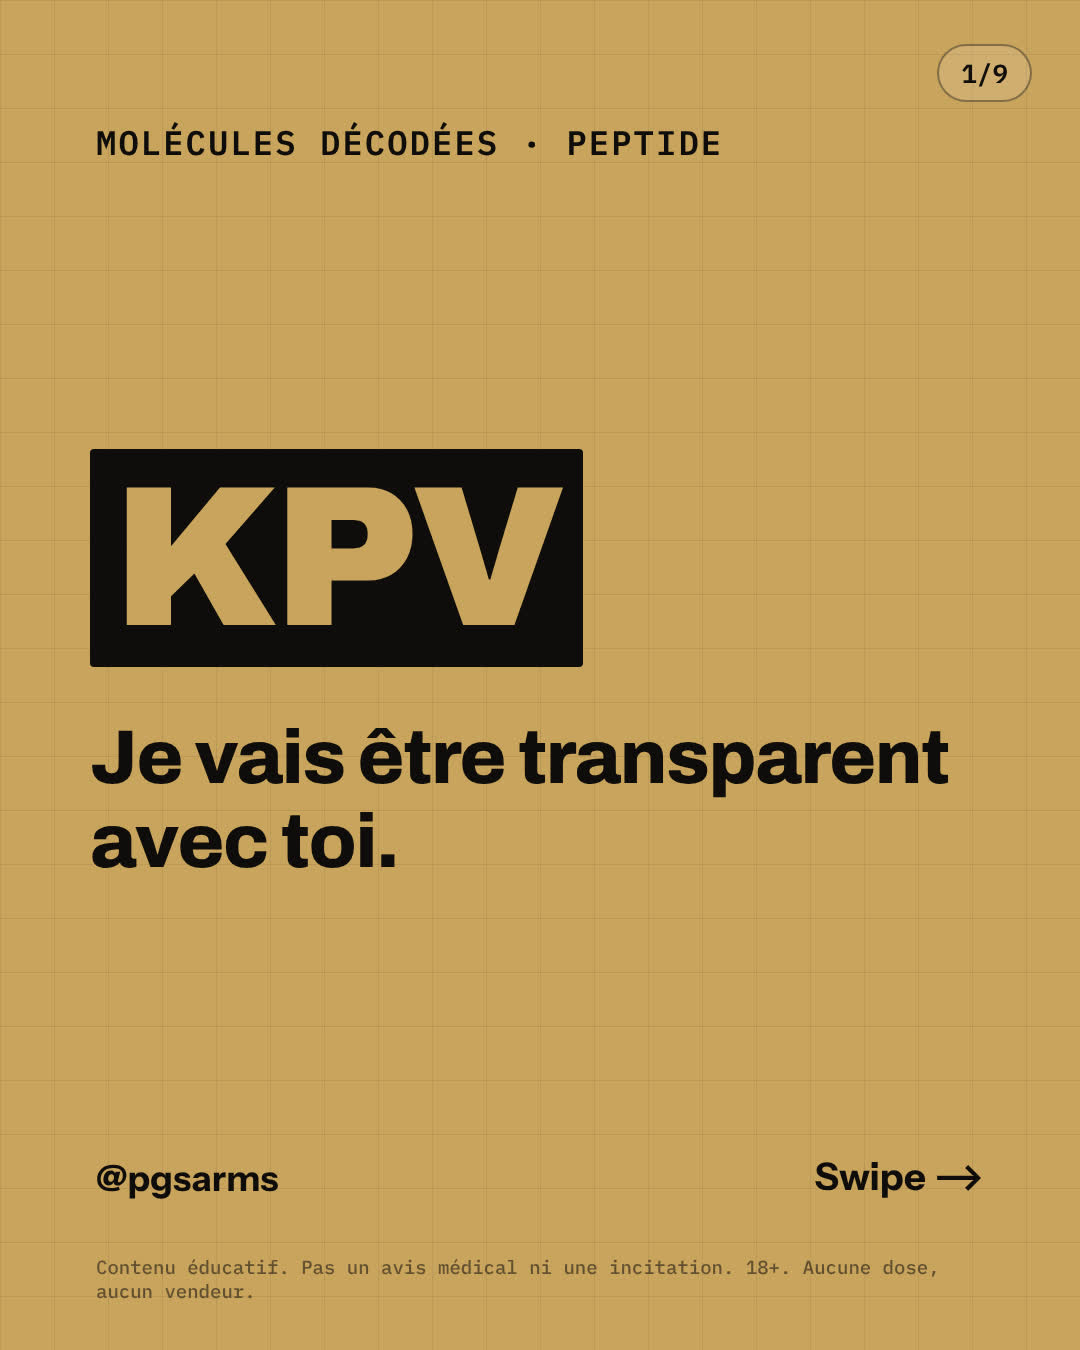 1/9
MOLÉCULES DÉCODÉES · PEPTIDE
KPV
Je vais être transparent
avec toi.
@pgsarms
Swipe →
Contenu éducatif. Pas un avis médical ni une incitation. 18+. Aucune dose,
aucun vendeur.